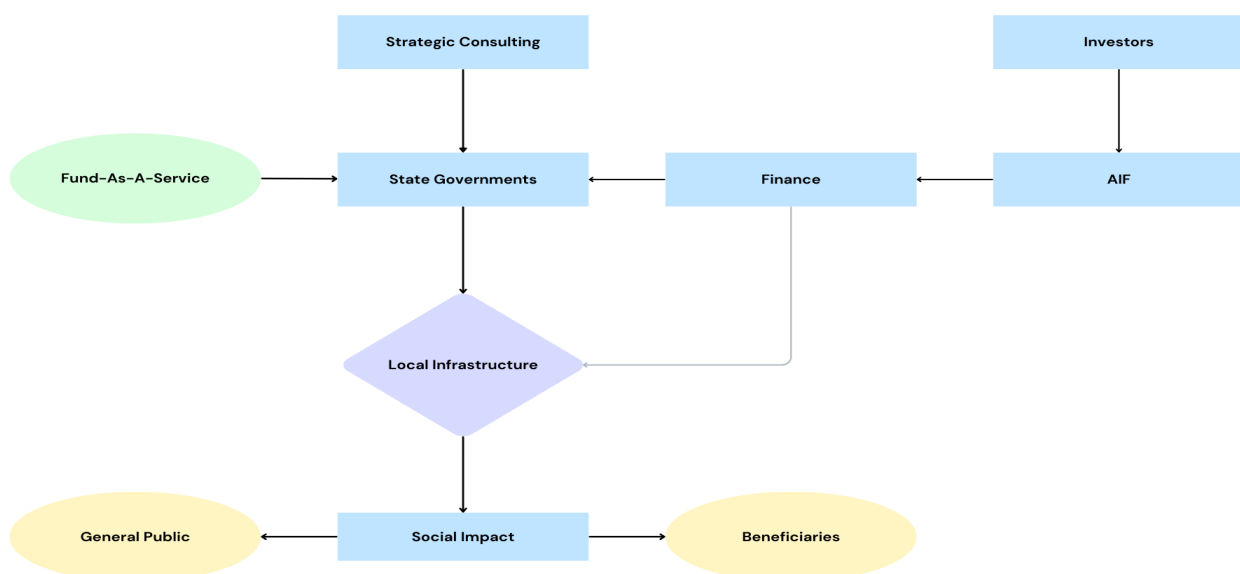 Strategic Consulting
Investors
Fund-As-A-Service
State Governments
Finance
AIF
Local Infrastructure
General Public
Social Impact
Beneficiaries